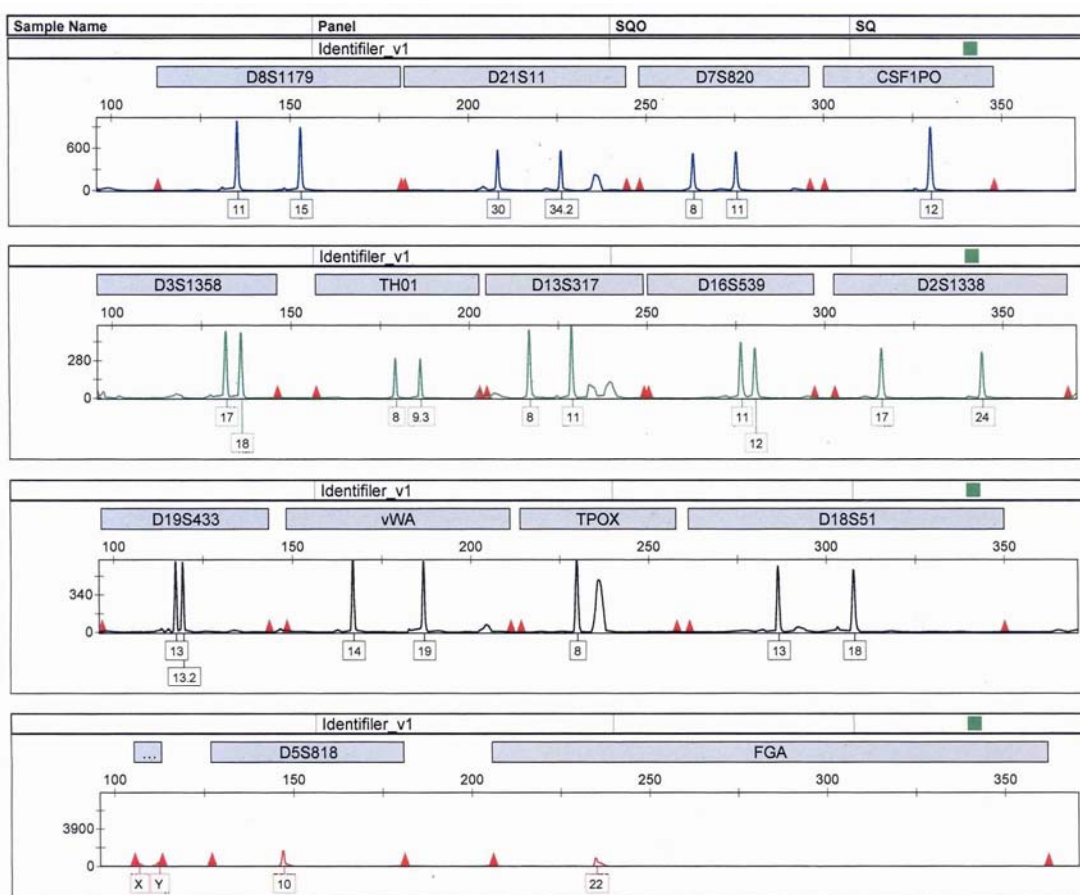 Sample Name Panel SQO SQ
Identifiler_v1
D8S1179 D21S11 D7S820 CSF1PO
100 150 200 250 300 350
600
0
11 15 30 34.2 8 11 12
Identifiler_v1
D3S1358 TH01 D13S317 D16S539 D2S1338
100 150 200 250 300 350
280
0
17 8 9.3 8 11 11 17 24
18 12
Identifiler_v1
D19S433 vWA TPOX D18S51
100 150 200 250 300 350
340
0
13 14 19 8 13 18
13.2
Identifiler_v1
... D5S818 FGA
100 150 200 250 300 350
3900
0
X Y 10 22